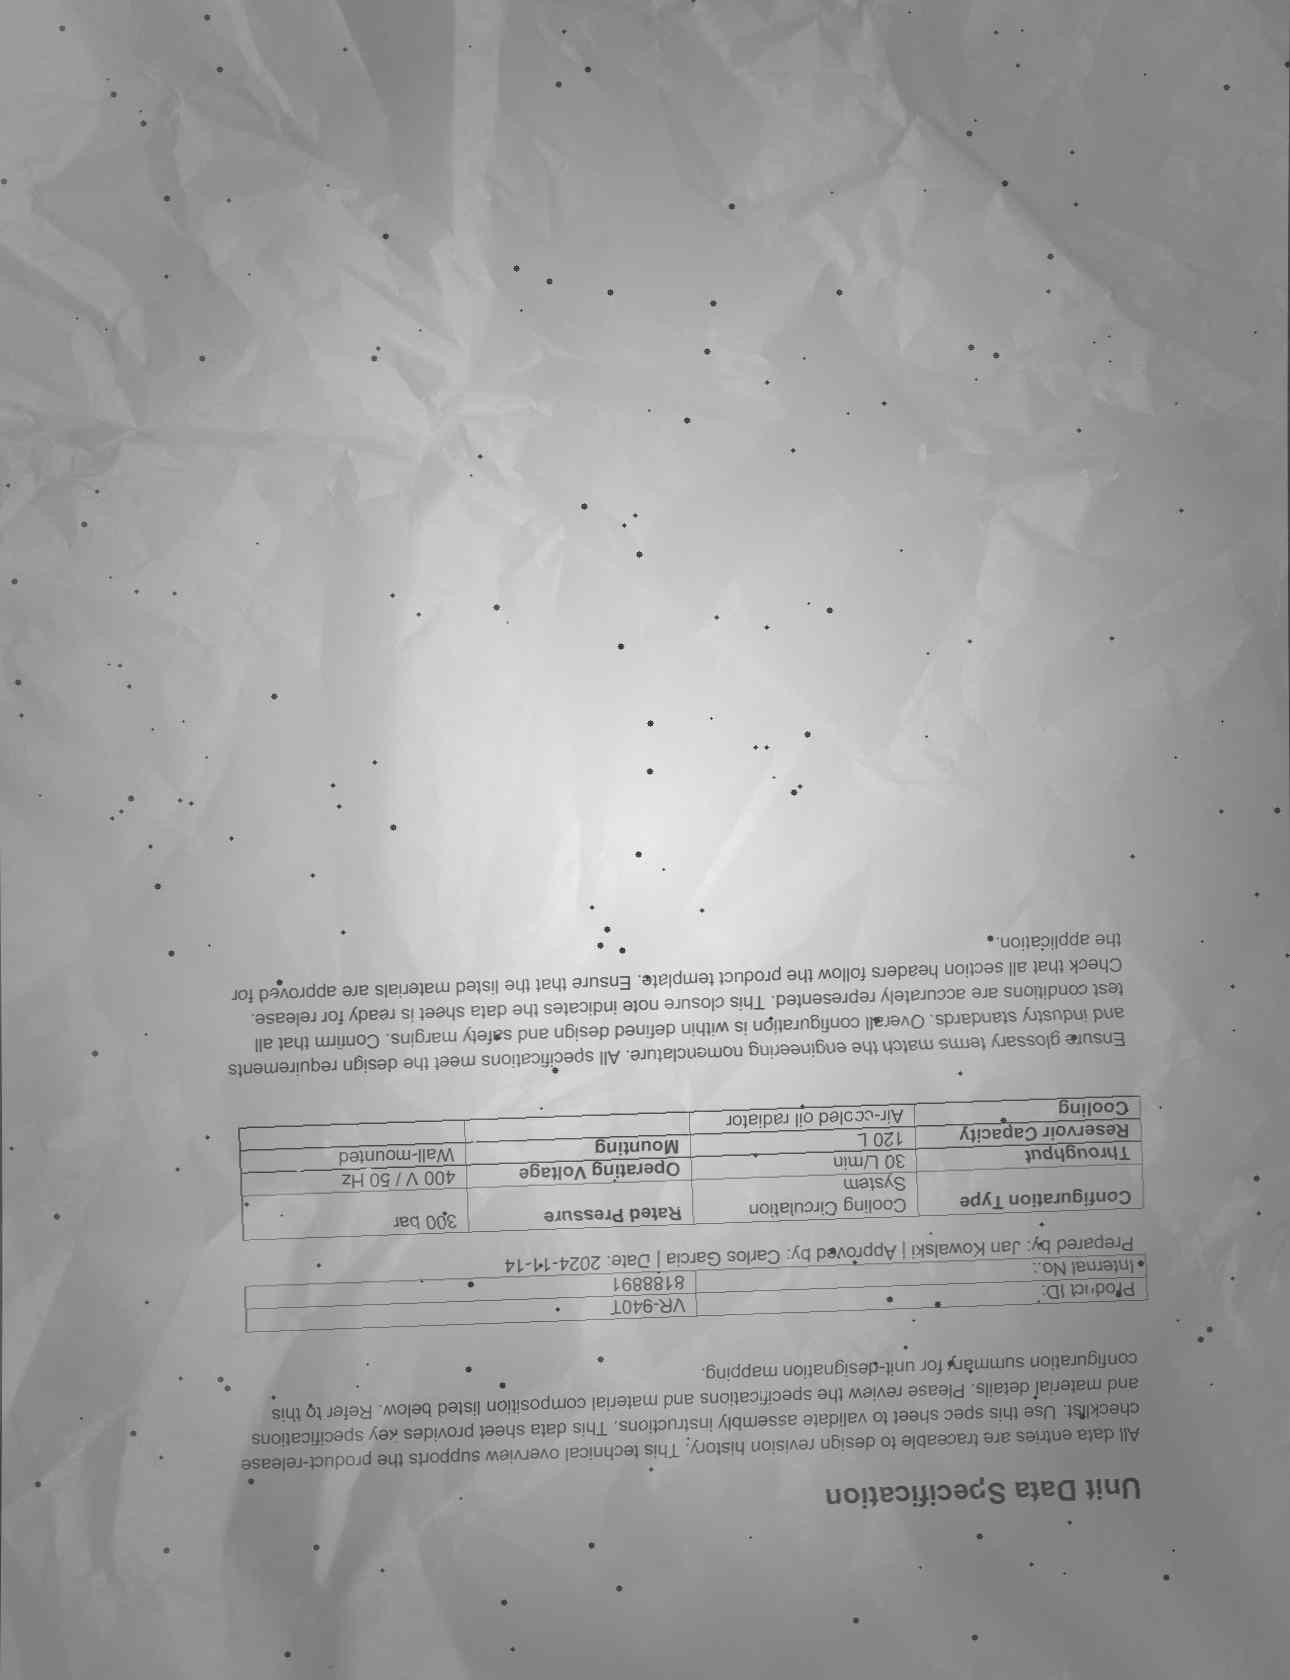 Unit Data Specification
All data entries are traceable to design revision history. This technical overview supports the product-release
checklist. Use this spec sheet to validate assembly instructions. This data sheet provides key specifications
and material details. Please review the specifications and material composition listed below. Refer to this
configuration summary for unit-designation mapping.
Product ID: VR-940T
Internal No.: 8188891
Prepared by: Jan Kowalski | Approved by: Carlos Garcia | Date: 2024-11-14
Configuration Type Cooling Circulation System Rated Pressure 300 bar
Throughput 30 L/min Operating Voltage 400 V / 50 Hz
Reservoir Capacity 120 L Mounting Wall-mounted
Cooling Air-cooled oil radiator
Ensure glossary terms match the engineering nomenclature. All specifications meet the design requirements
and industry standards. Overall configuration is within defined design and safety margins. Confirm that all
test conditions are accurately represented. This closure note indicates the data sheet is ready for release.
Check that all section headers follow the product template. Ensure that the listed materials are approved for
the application.